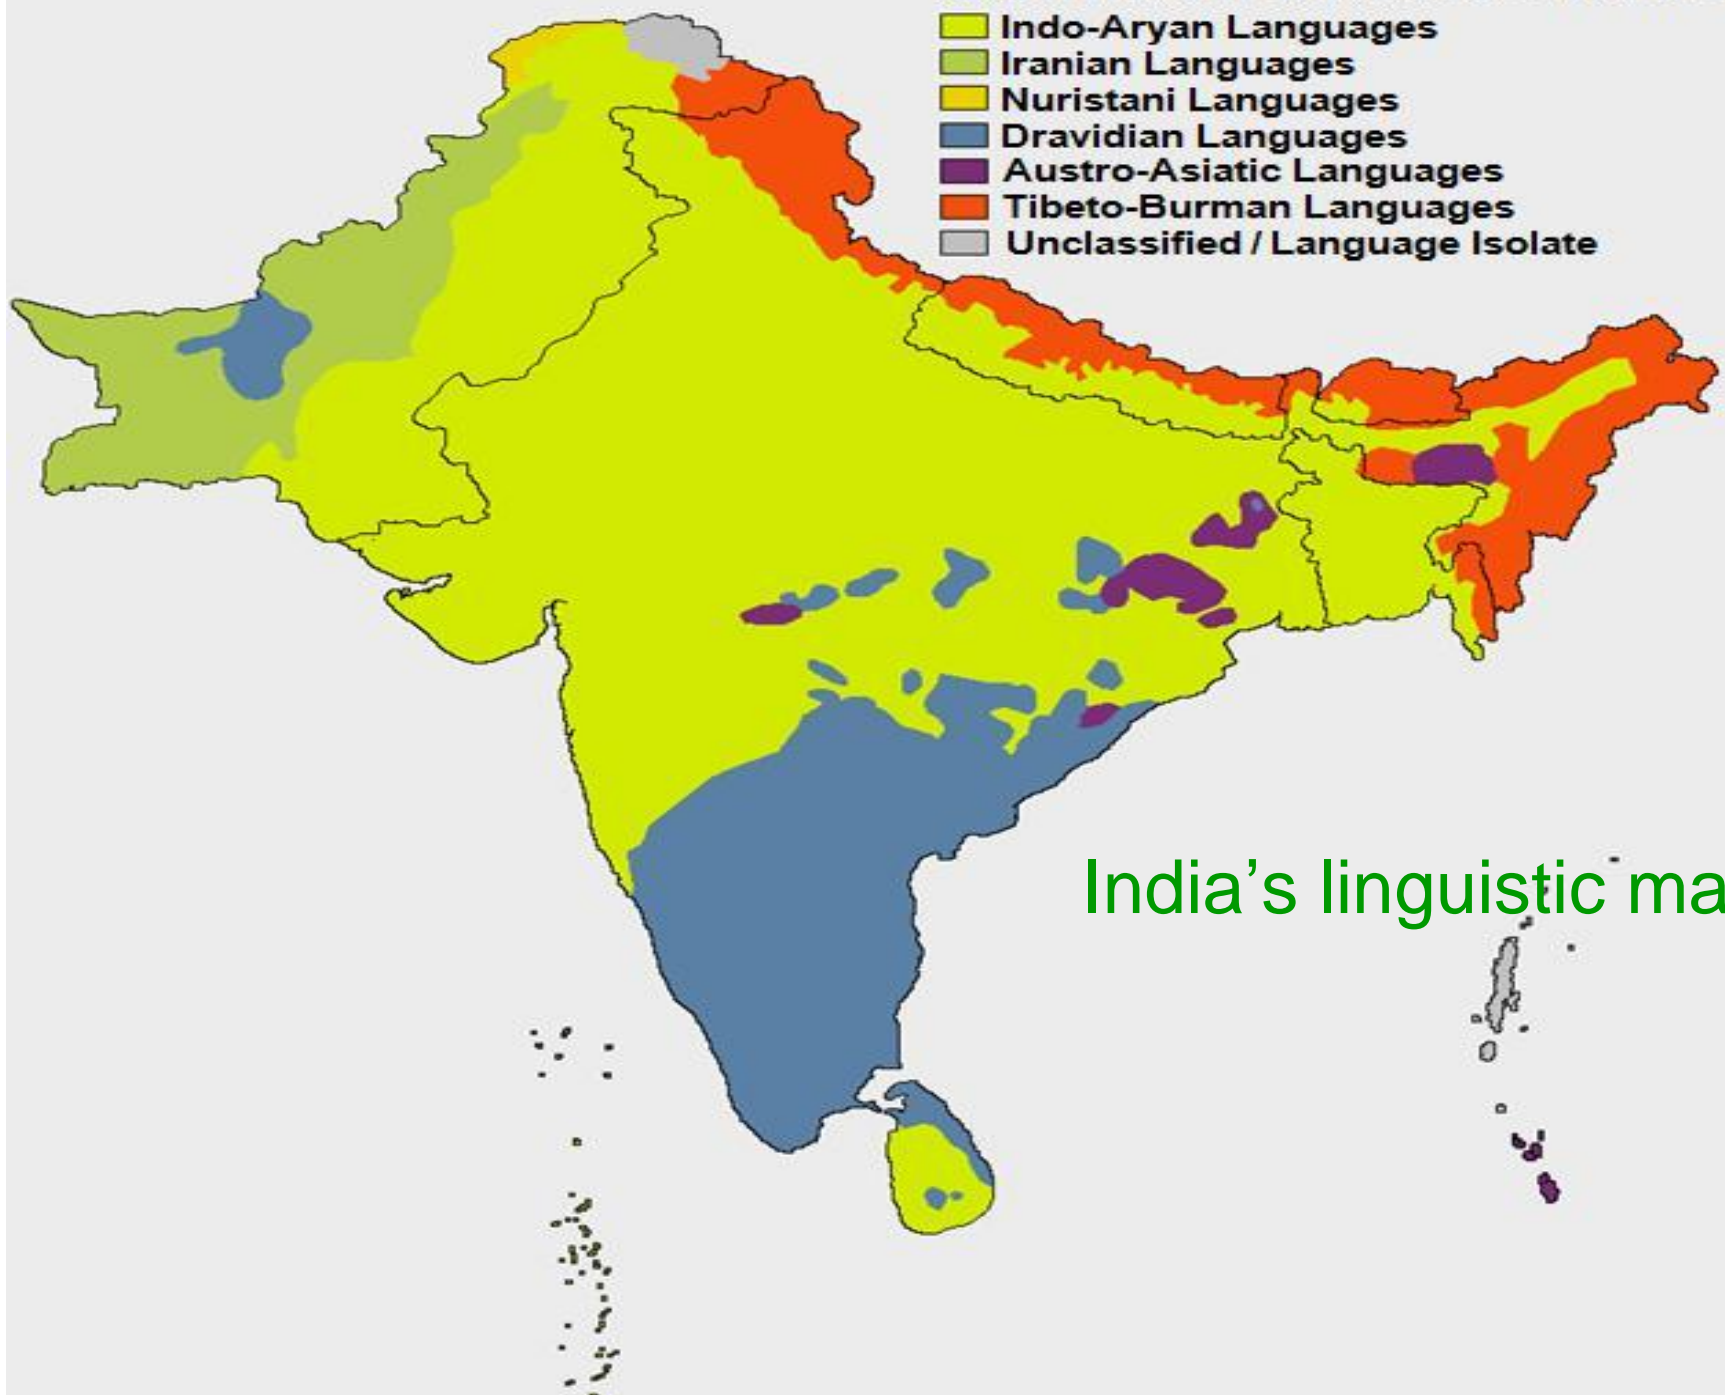 Indo-Aryan Languages
Iranian Languages
Nuristani Languages
Dravidian Languages
Austro-Asiatic Languages
Tibeto-Burman Languages
Unclassified / Language Isolate
India’s linguistic ma